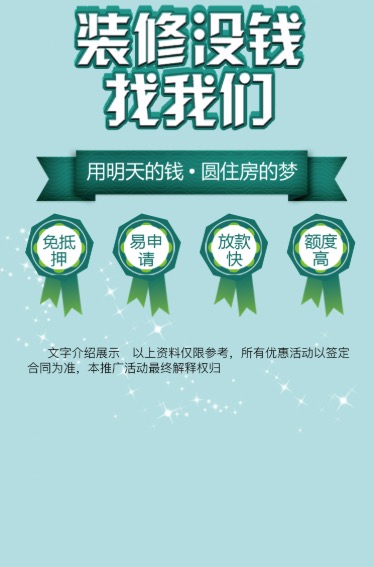 装修没钱
找我们
用明天的钱·圆住房的梦
免抵押
易申请
放款快
额度高
文字介绍展示 以上资料仅限参考，所有优惠活动以签定
合同为准，本推广活动最终解释权归